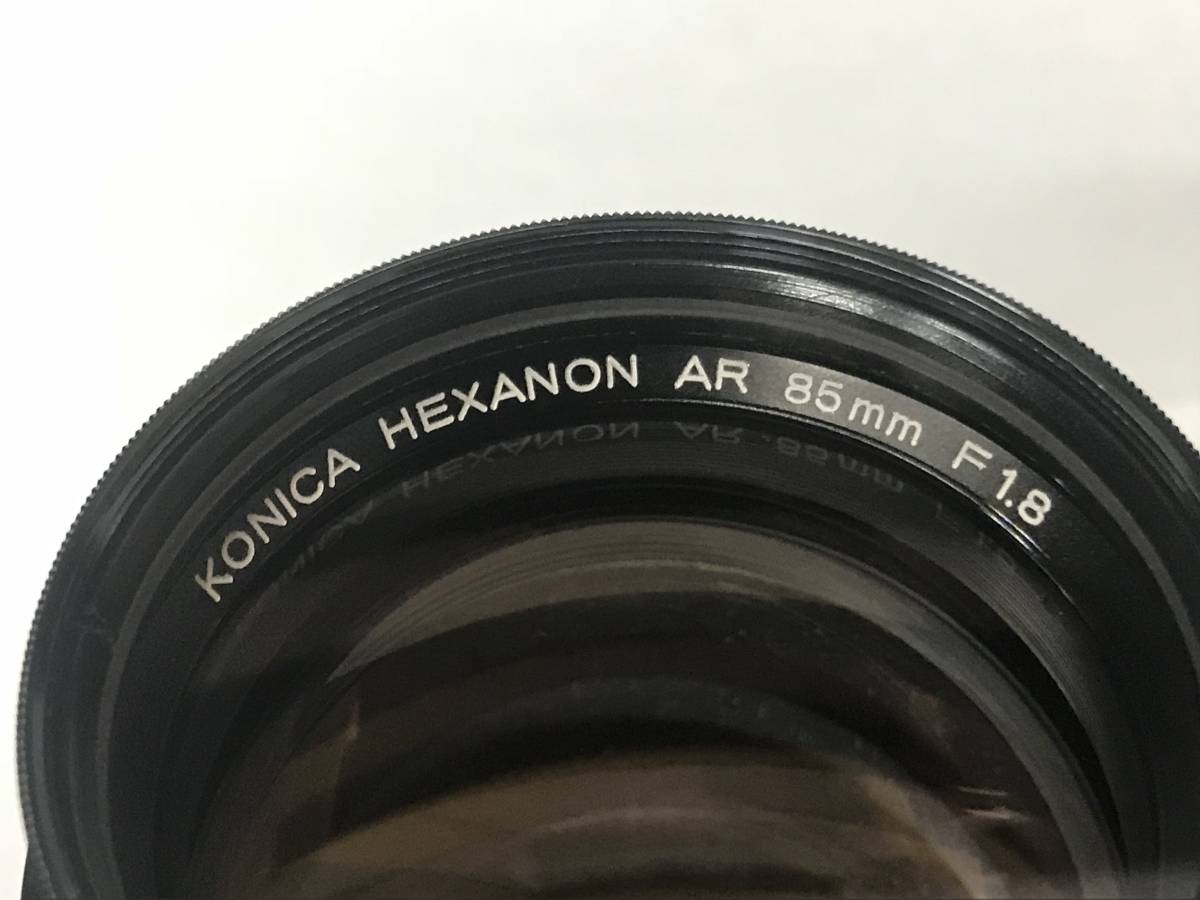 KONICA HEXANON AR 85mm F1.8